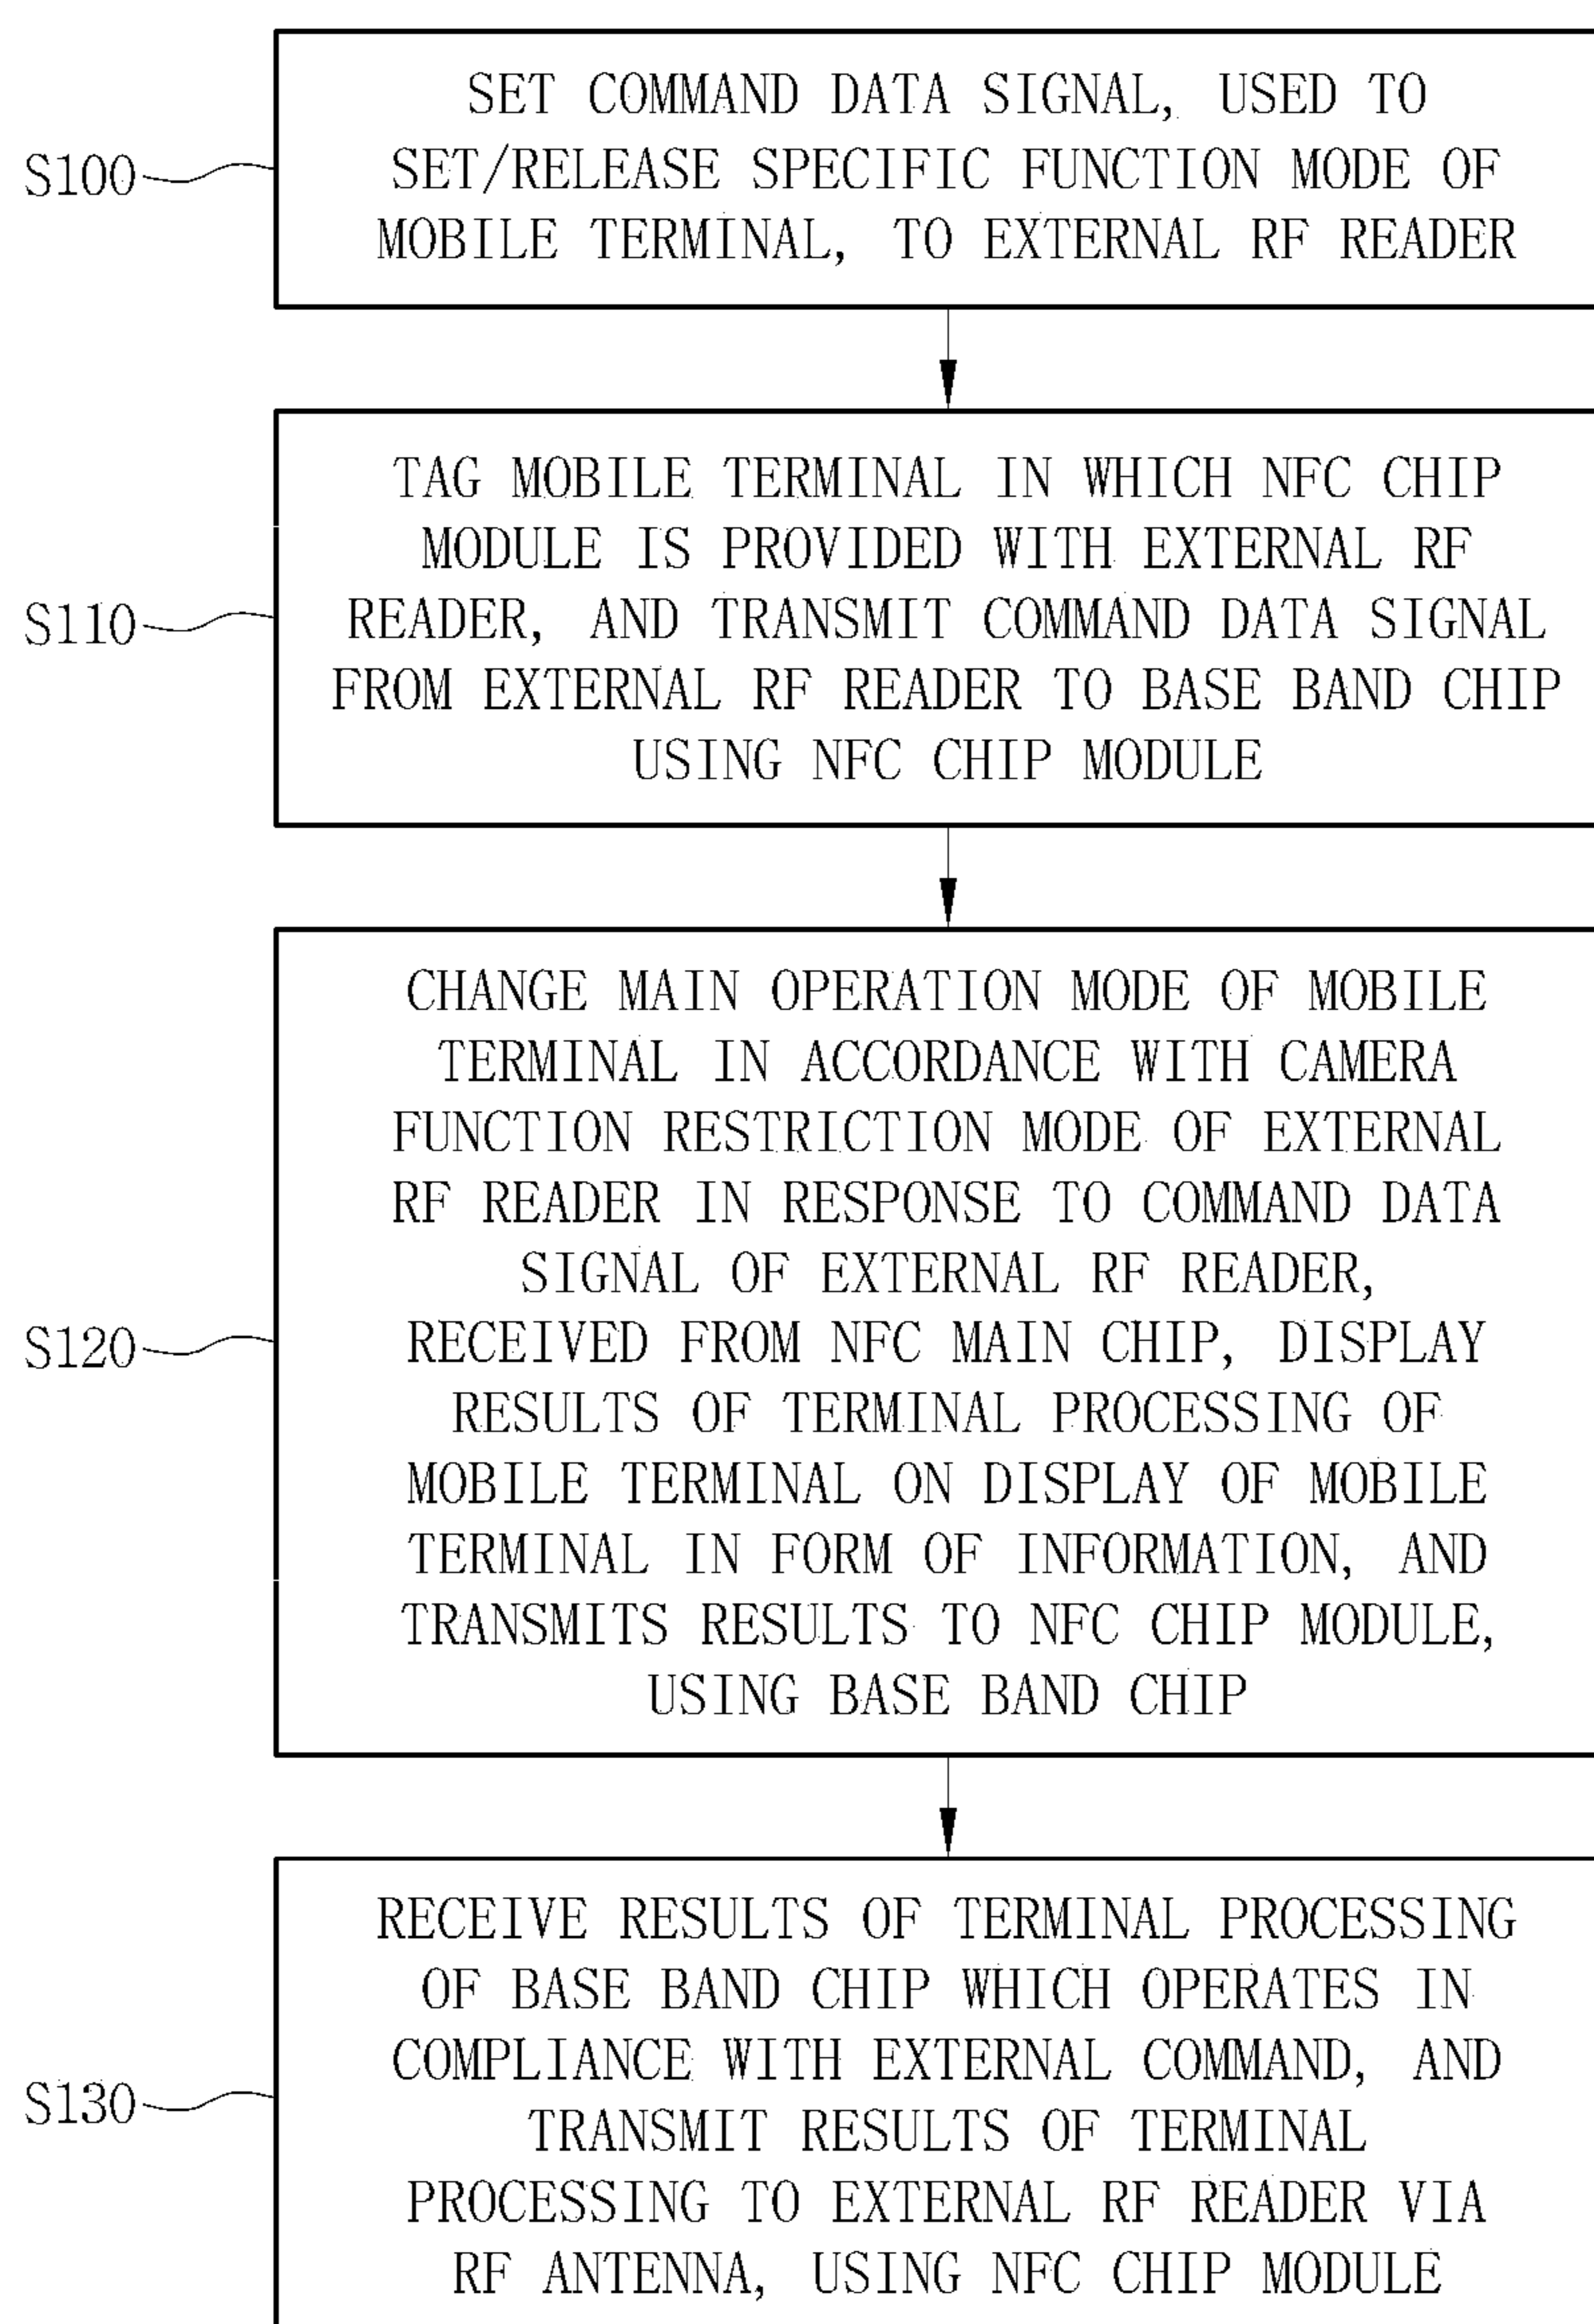 SET COMMAND DATA SIGNAL, USED TO
S100
SET/RELEASE SPECIFIC FUNCTION MODE OF
MOBILE TERMINAL, TO EXTERNAL RF READER
TAG MOBILE TERMINAL IN WHICH NFC CHIP
MODULE IS PROVIDED WITH EXTERNAL RF
S110
READER, AND TRANSMIT COMMAND DATA SIGNAL
FROM EXTERNAL RF READER TO BASE BAND CHIP
USING NFC CHIP MODULE
CHANGE MAIN OPERATION MODE OF MOBILE
TERMINAL IN ACCORDANCE WITH CAMERA
FUNCTION RESTRICTION MODE OF EXTERNAL
RF READER IN RESPONSE TO COMMAND DATA
SIGNAL OF EXTERNAL RF READER,
S120
RECEIVED FROM NFC MAIN CHIP, DISPLAY
RESULTS OF TERMINAL PROCESSING OF
MOBILE TERMINAL ON DISPLAY OF MOBILE
TERMINAL IN FORM OF INFORMATION, AND
TRANSMITS RESULTS TO NFC CHIP MODULE,
USING BASE BAND CHIP
RECEIVE RESULTS OF TERMINAL PROCESSING
OF BASE BAND CHIP WHICH OPERATES IN
COMPLIANCE WITH EXTERNAL COMMAND, AND
S130
TRANSMIT RESULTS OF TERMINAL
PROCESSING TO EXTERNAL RF READER VIA
RF ANTENNA, USING NFC CHIP MODULE